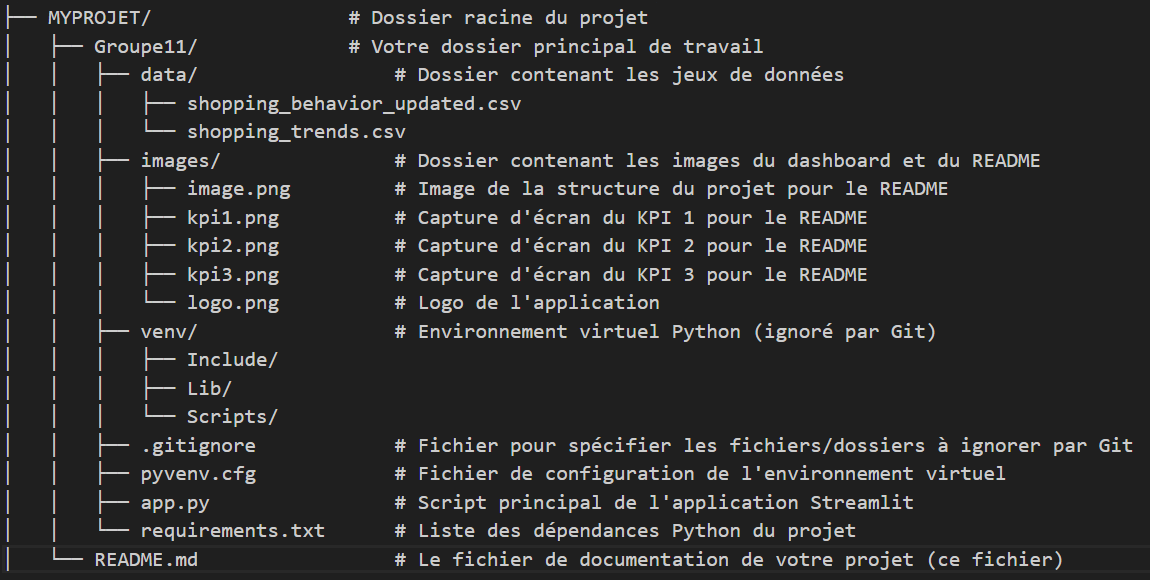 ├── MYPROJET/                 # Dossier racine du projet
│   ├── Groupe11/             # Votre dossier principal de travail
│   │   ├── data/                 # Dossier contenant les jeux de données
│   │   │   ├── shopping_behavior_updated.csv
│   │   │   └── shopping_trends.csv
│   │   ├── images/               # Dossier contenant les images du dashboard et du README
│   │   │   ├── image.png         # Image de la structure du projet pour le README
│   │   │   ├── kpi1.png          # Capture d'écran du KPI 1 pour le README
│   │   │   ├── kpi2.png          # Capture d'écran du KPI 2 pour le README
│   │   │   ├── kpi3.png          # Capture d'écran du KPI 3 pour le README
│   │   │   └── logo.png          # Logo de l'application
│   │   ├── venv/                 # Environnement virtuel Python (ignoré par Git)
│   │   │   ├── Include/
│   │   │   ├── Lib/
│   │   │   └── Scripts/
│   │   ├── .gitignore            # Fichier pour spécifier les fichiers/dossiers à ignorer par Git
│   │   ├── pyvenv.cfg            # Fichier de configuration de l'environnement virtuel
│   │   ├── app.py                # Script principal de l'application Streamlit
│   │   └── requirements.txt      # Liste des dépendances Python du projet
│   └── README.md                 # Le fichier de documentation de votre projet (ce fichier)